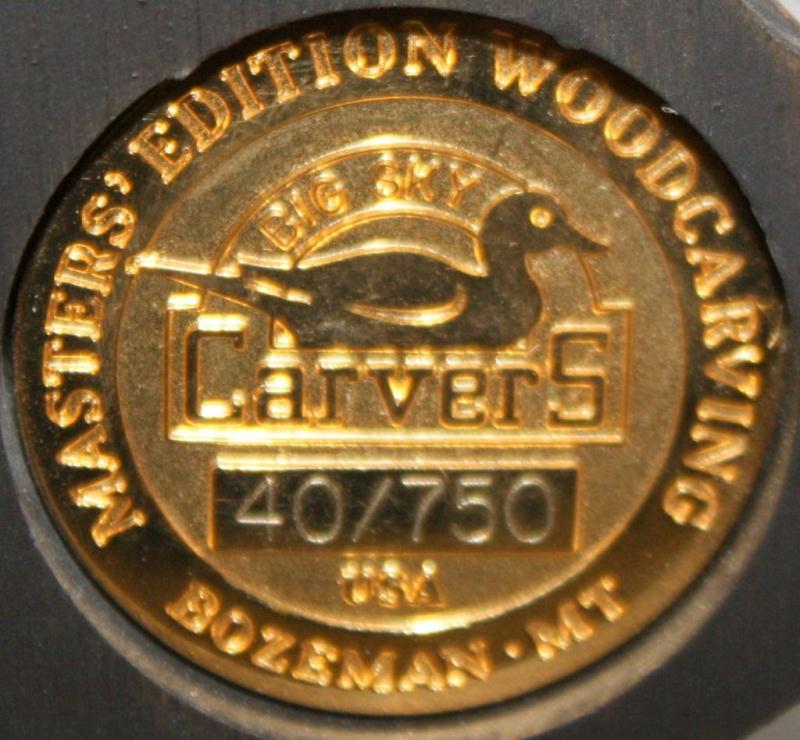 MASTERS' EDITION WOODCARVING
BIG SKY
CarverS
40/750
USA
BOZEMAN · MT